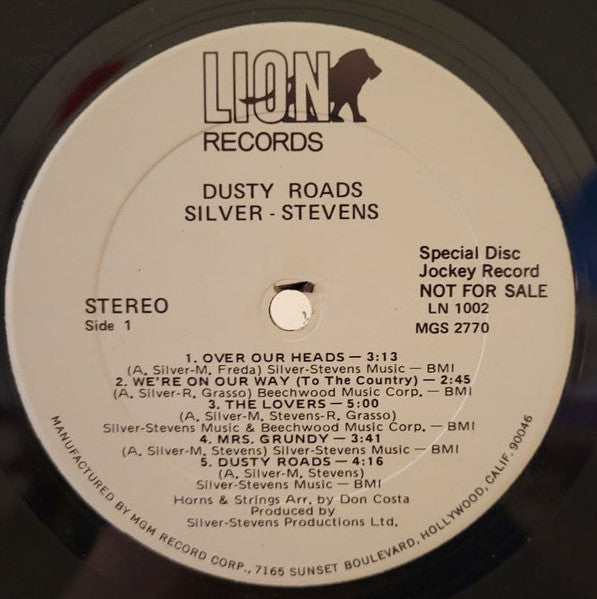 LION
RECORDS
DUSTY ROADS
SILVER - STEVENS
Special Disc
Jockey Record
NOT FOR SALE
LN 1002
MGS 2770
STEREO
Side 1
1. OVER OUR HEADS — 3:13
(A. Silver-M. Freda) Silver-Stevens Music — BMI
2. WE'RE ON OUR WAY (To The Country) — 2:45
(A. Silver-R. Grasso) Beechwood Music Corp. — BMI
3. THE LOVERS — 5:00
(A. Silver-M. Stevens-R. Grasso)
Silver-Stevens Music & Beechwood Music Corp. — BMI
4. MRS. GRUNDY — 3:41
(A. Silver-M. Stevens) Silver-Stevens Music — BMI
5. DUSTY ROADS — 4:16
(A. Silver-M. Stevens)
Silver-Stevens Music — BMI
Horns & Strings Arr. by Don Costa
Produced by
Silver-Stevens Productions Ltd.
MANUFACTURED BY MGM RECORD CORP., 7165 SUNSET BOULEVARD, HOLLYWOOD, CALIF. 90046